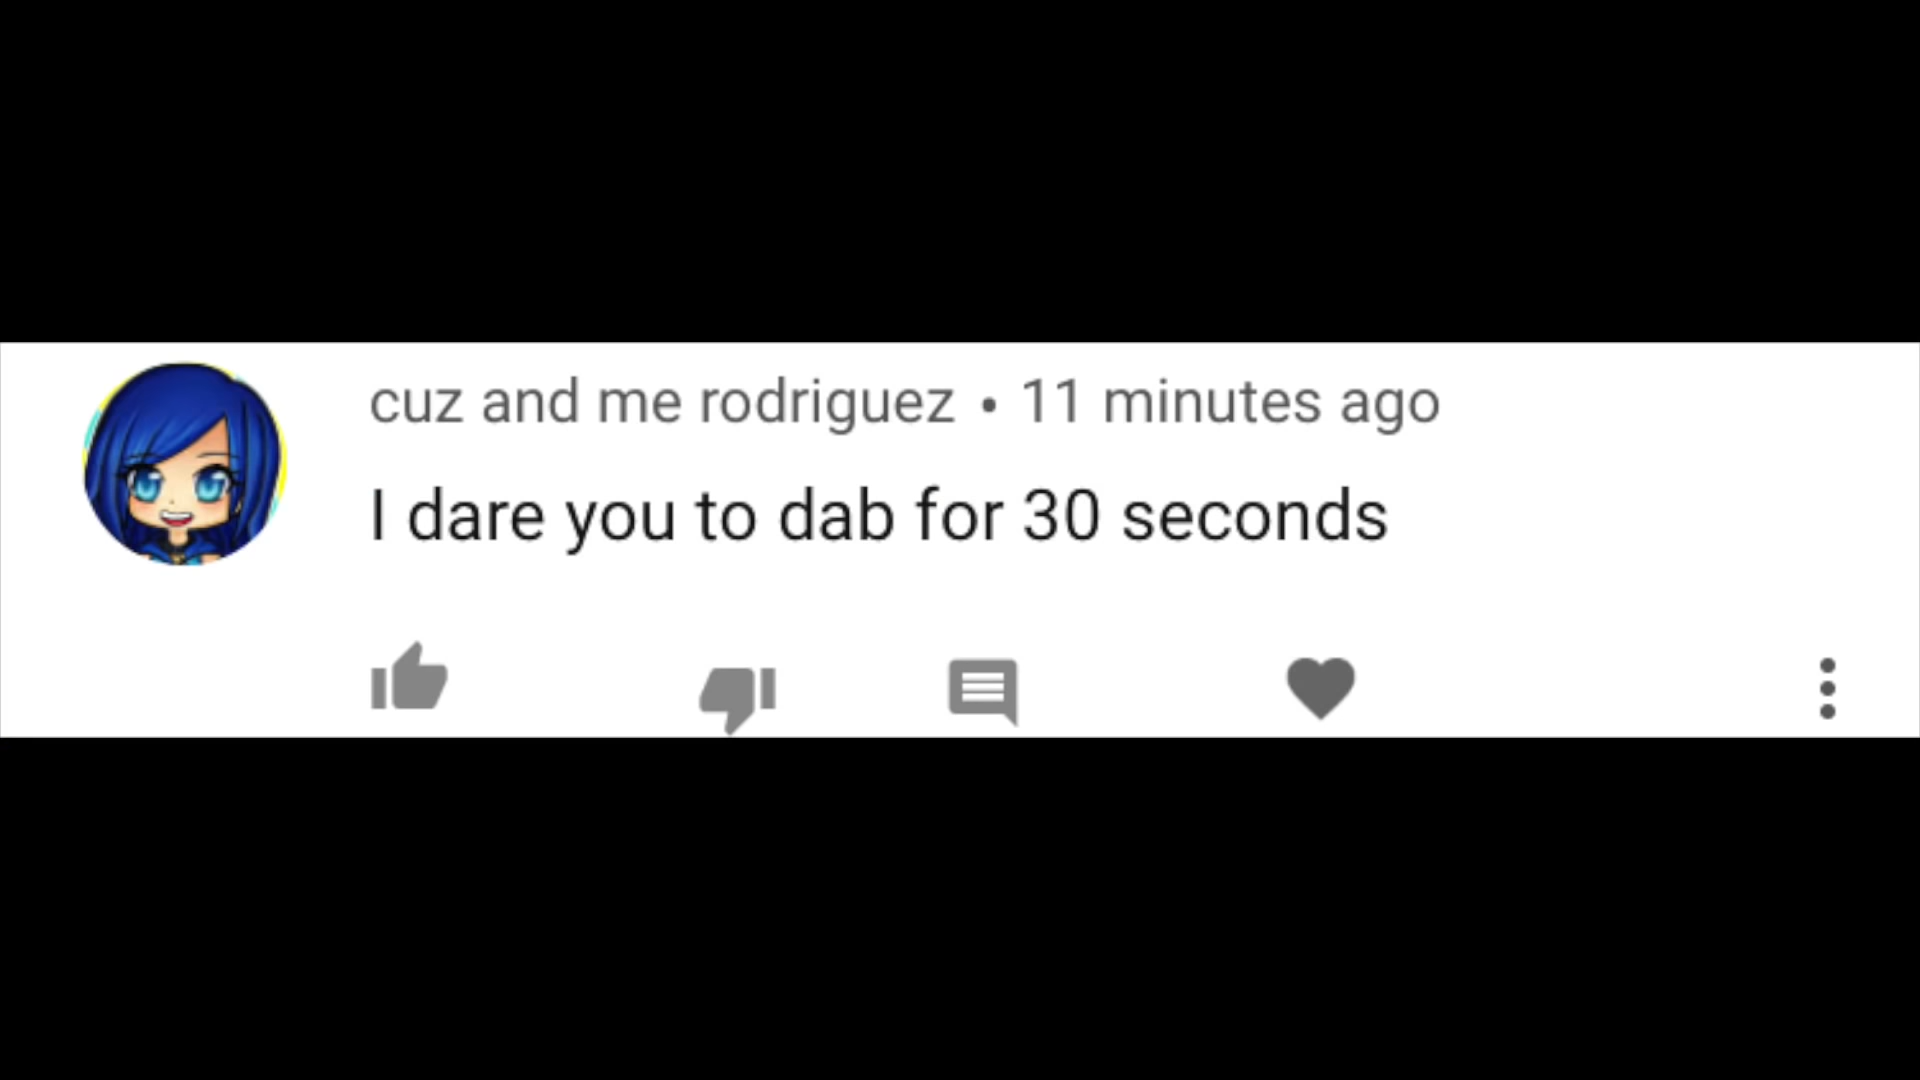 cuz and me rodriguez • 11 minutes ago
I dare you to dab for 30 seconds